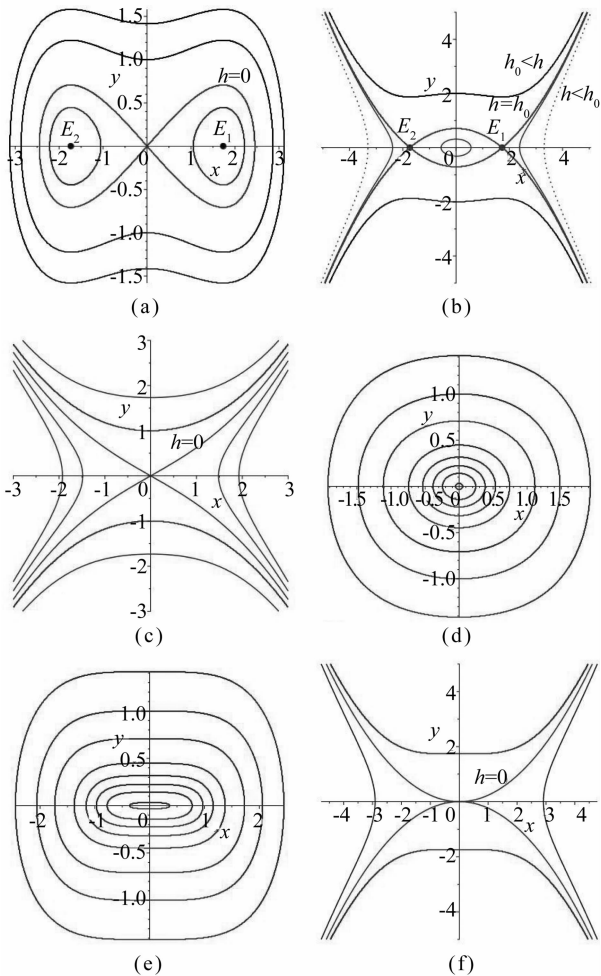 1.5
1.0
y
h=0
0.5
E2
E1
-3 -2 -1 0 1 2 3
x
-0.5
-1.0
-1.5
(a)
4
h0<h
y
2
h=h0
h<h0
E2
E1
-4 -2 0 2 4
x
-2
-4
(b)
3
2
y
1
h=0
-3 -2 -1 0 1 2 3
x
-1
-2
-3
(c)
1.0
y
0.5
-1.5 -1.0 -0.5 0 0.5 1.0 1.5
x
-0.5
-1.0
(d)
1.0
y
0.5
-2 -1 0 1 2
x
-0.5
-1.0
(e)
4
y
2
h=0
-4 -3 -2 -1 0 1 2 3 4
x
-2
-4
(f)